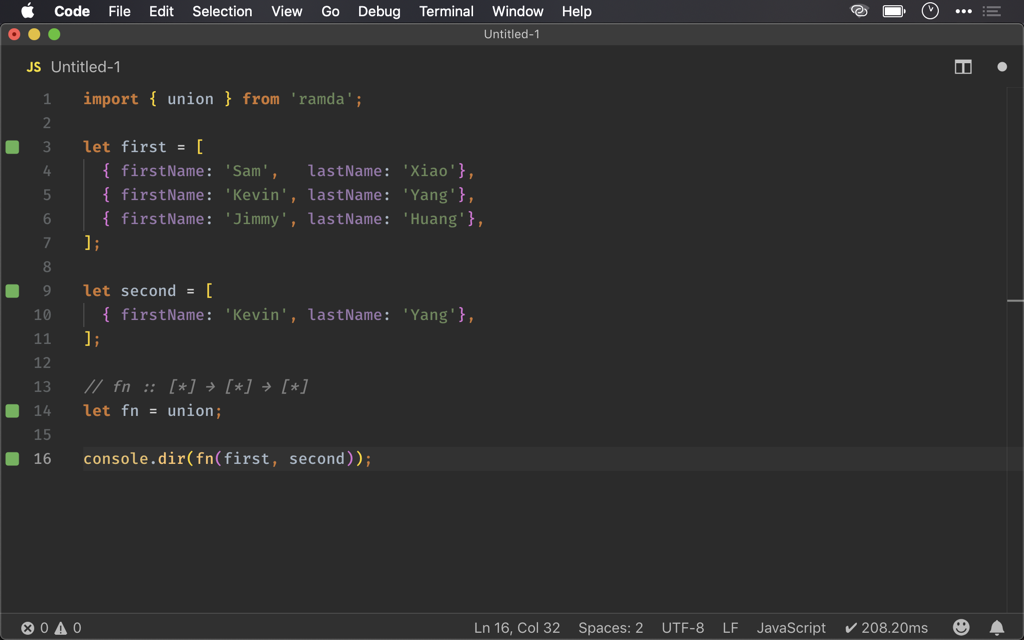 Code File Edit Selection View Go Debug Terminal Window Help
Untitled-1
JS Untitled-1
1 import { union } from 'ramda';
2
3 let first = [
4 { firstName: 'Sam',   lastName: 'Xiao'},
5 { firstName: 'Kevin', lastName: 'Yang'},
6 { firstName: 'Jimmy', lastName: 'Huang'},
7 ];
8
9 let second = [
10 { firstName: 'Kevin', lastName: 'Yang'},
11 ];
12
13 // fn :: [*] → [*] → [*]
14 let fn = union;
15
16 console.dir(fn(first, second));
0 0 Ln 16, Col 32 Spaces: 2 UTF-8 LF JavaScript ✔ 208.20ms